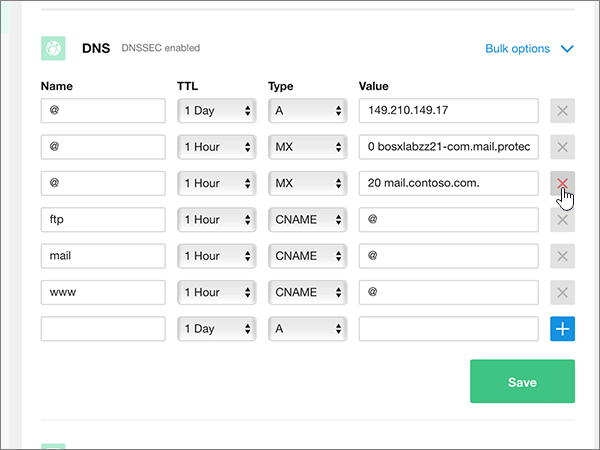 DNS DNSSEC enabled Bulk options
Name TTL Type Value
@ 1 Day A 149.210.149.17
@ 1 Hour MX 0 bosxlabzz21-com.mail.protec
@ 1 Hour MX 20 mail.contoso.com.
ftp 1 Hour CNAME @
mail 1 Hour CNAME @
www 1 Hour CNAME @
1 Day A
Save